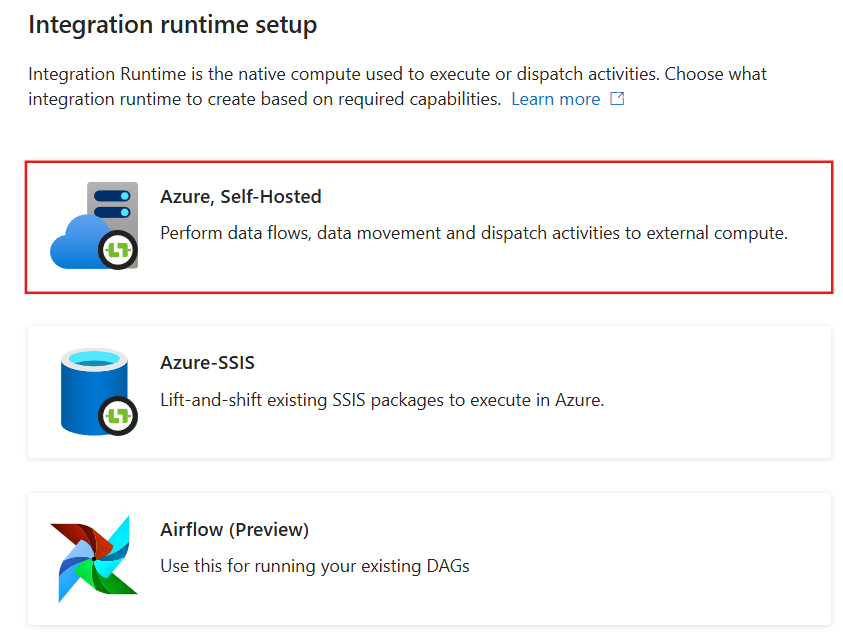 Integration runtime setup
Integration Runtime is the native compute used to execute or dispatch activities. Choose what
integration runtime to create based on required capabilities. Learn more
Azure, Self-Hosted
Perform data flows, data movement and dispatch activities to external compute.
Azure-SSIS
Lift-and-shift existing SSIS packages to execute in Azure.
Airflow (Preview)
Use this for running your existing DAGs